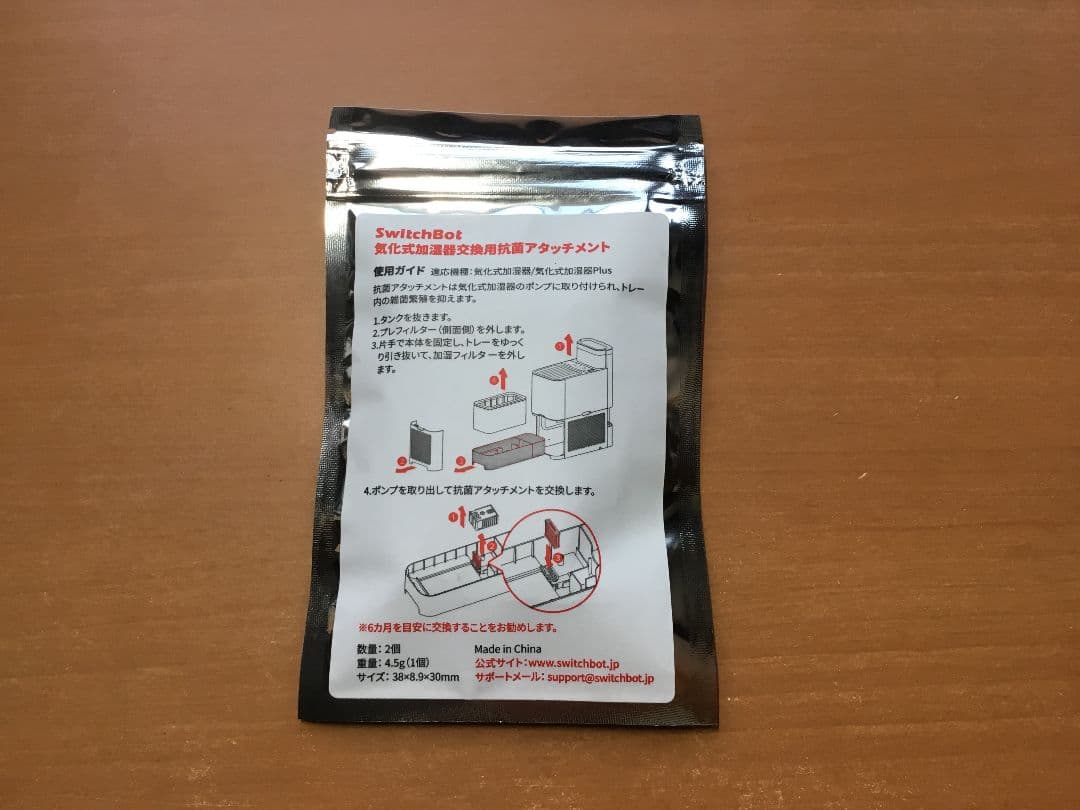 SwitchBot
気化式加湿器交換用抗菌アタッチメント
使用ガイド 適応機種：気化式加湿器/気化式加湿器Plus
抗菌アタッチメントは気化式加湿器のポンプに取り付けられ、トレー
内の雑菌繁殖を抑えます。
1.タンクを抜きます。
2.プレフィルター（側面側）を外します。
3.片手で本体を固定し、トレーをゆっく
り引き抜いて、加湿フィルターを外し
ます。
1
4
2
3
4.ポンプを取り出して抗菌アタッチメントを交換します。
1
2
3
※6カ月を目安に交換することをお勧めします。
数量：2個
重量：4.5g（1個）
サイズ：38×8.9×30mm
Made in China
公式サイト：www.switchbot.jp
サポートメール：support@switchbot.jp